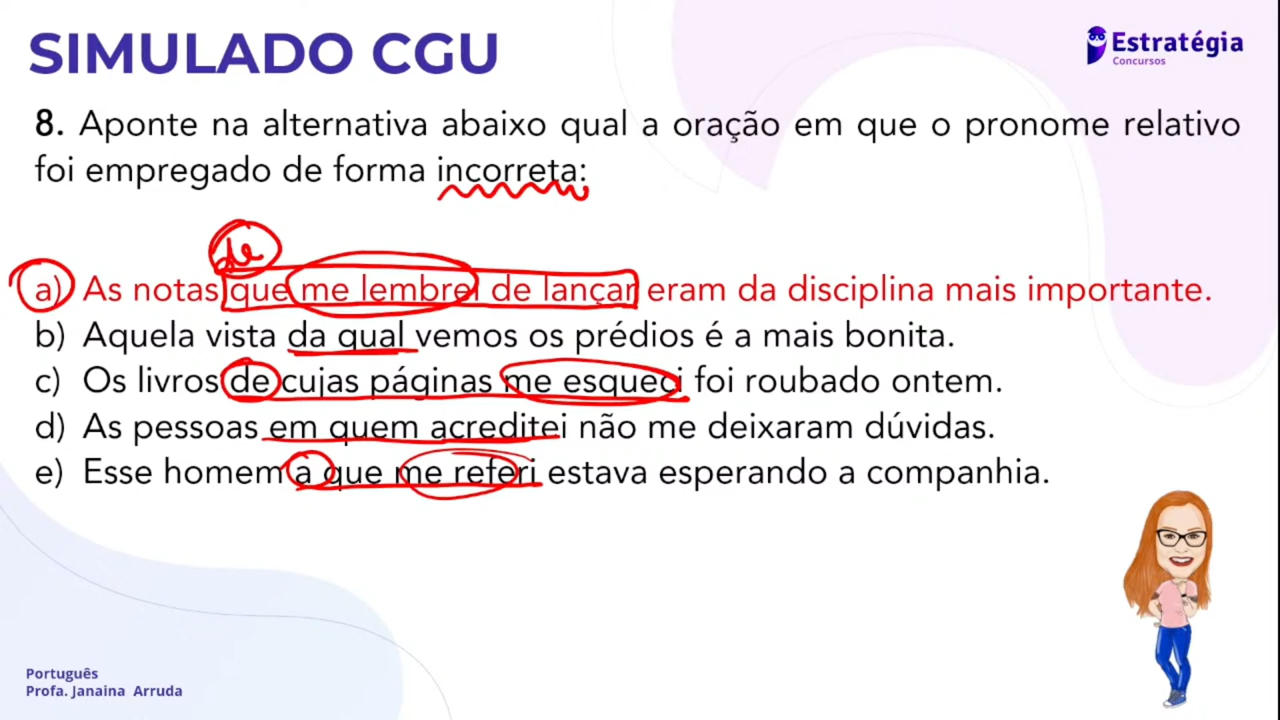 SIMULADO CGU
Estratégia
Concursos
8. Aponte na alternativa abaixo qual a oração em que o pronome relativo
foi empregado de forma incorreta:
de
a) As notas que me lembrei de lançar eram da disciplina mais importante.
b) Aquela vista da qual vemos os prédios é a mais bonita.
c) Os livros de cujas páginas me esqueci foi roubado ontem.
d) As pessoas em quem acreditei não me deixaram dúvidas.
e) Esse homem a que me referi estava esperando a companhia.
Português
Profa. Janaina Arruda